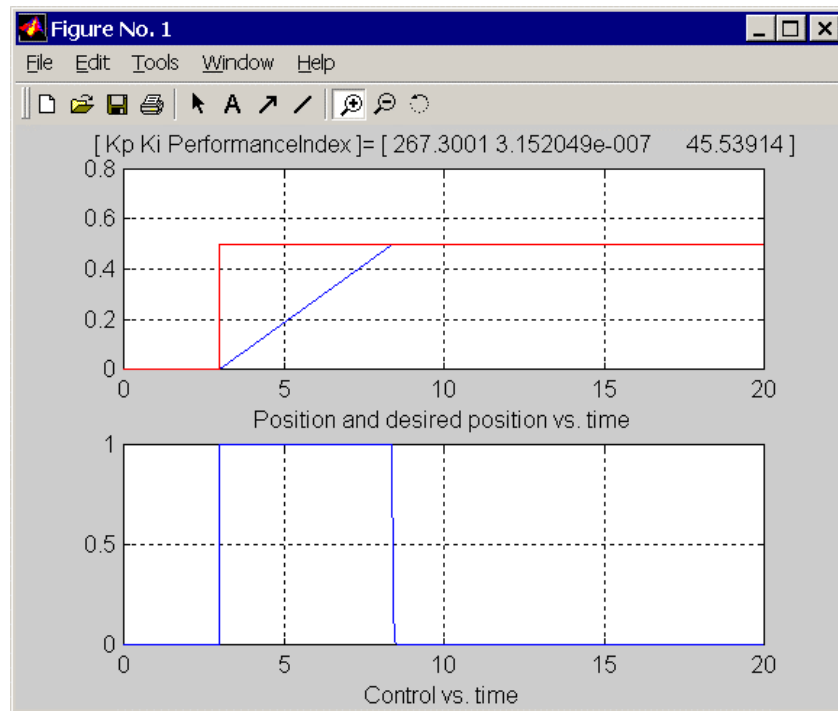 Figure No. 1
File Edit Tools Window Help
A
[ Kp Ki PerformanceIndex ]= [ 267.3001 3.152049e-007 45.53914 ]
0.8
0.6
0.4
0.2
0
0 5 10 15 20
Position and desired position vs. time
1
0.5
0
0 5 10 15 20
Control vs. time